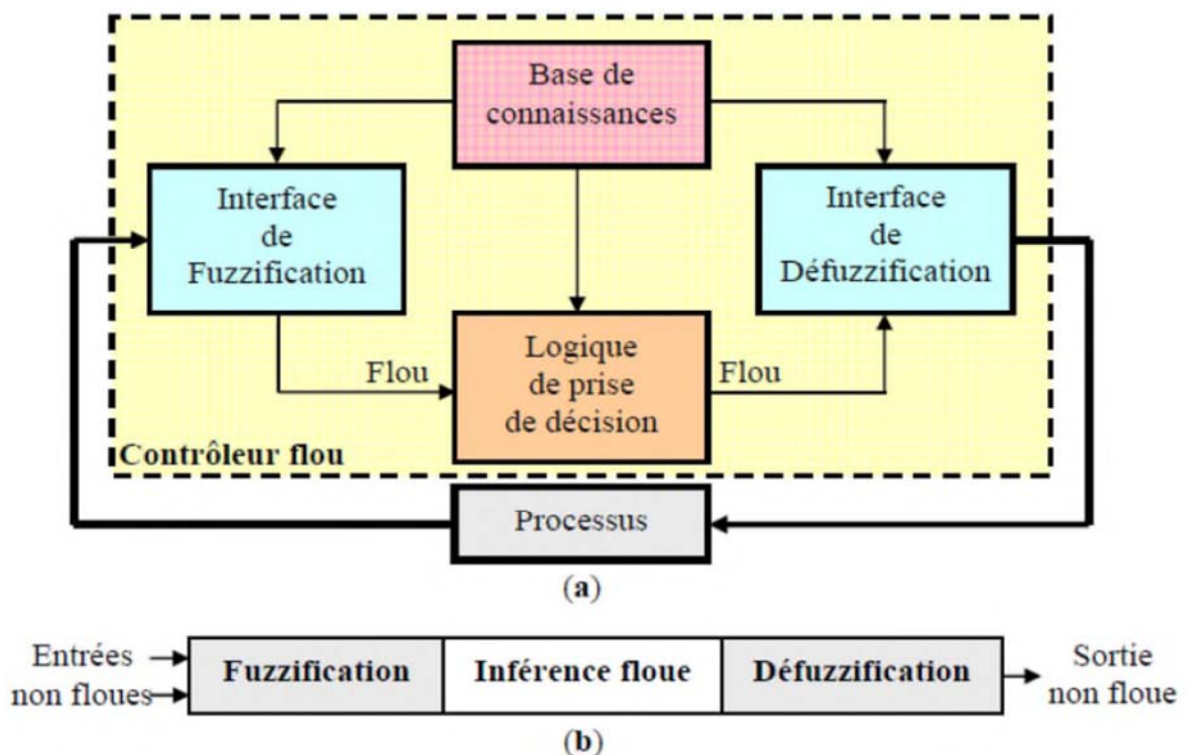 Base de
connaissances
Interface
de
Fuzzification
Interface
de
Défuzzification
Flou
Logique
de prise
de décision
Flou
Contrôleur flou
Processus
(a)
Entrées
non floues
Fuzzification
Inférence floue
Défuzzification
Sortie
non floue
(b)